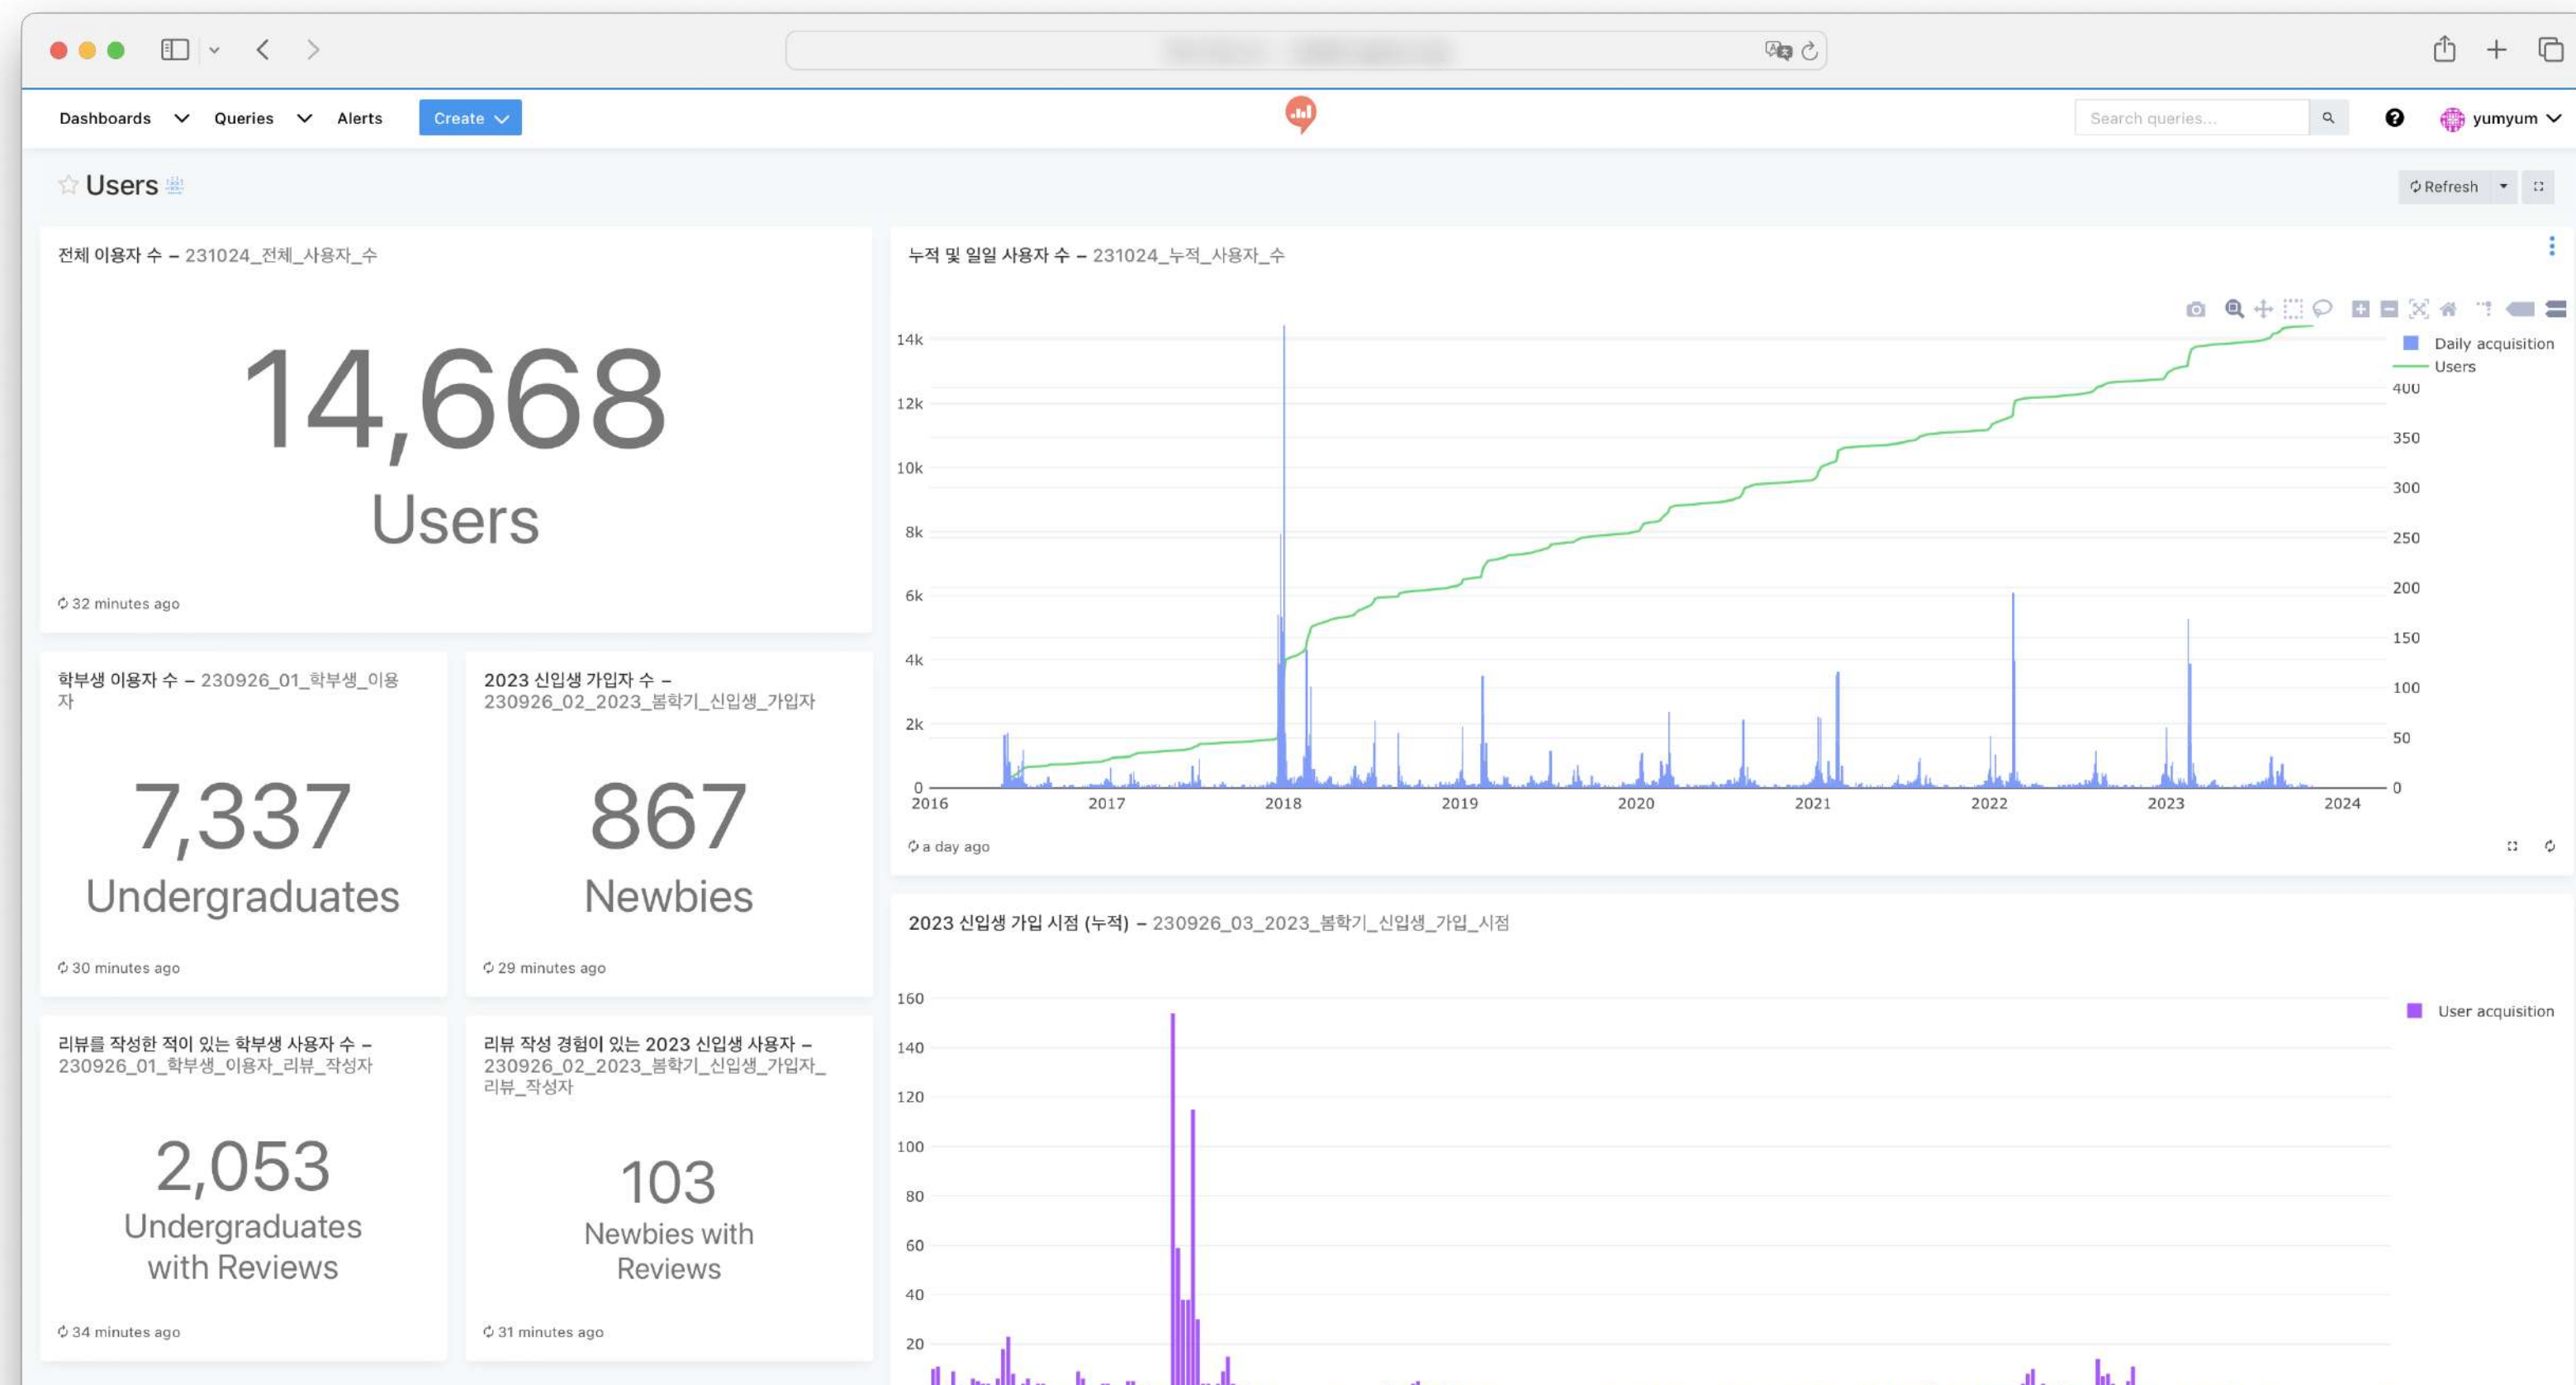 Dashboards Queries Alerts Create
Search queries...
yumyum
Users
Refresh
전체 이용자 수 – 231024_전체_사용자_수
14,668
Users
32 minutes ago
누적 및 일일 사용자 수 – 231024_누적_사용자_수
Daily acquisition
Users
14k
12k
10k
8k
6k
4k
2k
0
400
350
300
250
200
150
100
50
0
2016 2017 2018 2019 2020 2021 2022 2023 2024
a day ago
학부생 이용자 수 – 230926_01_학부생_이용
자
7,337
Undergraduates
30 minutes ago
2023 신입생 가입자 수 –
230926_02_2023_봄학기_신입생_가입자
867
Newbies
29 minutes ago
리뷰를 작성한 적이 있는 학부생 사용자 수 –
230926_01_학부생_이용자_리뷰_작성자
2,053
Undergraduates
with Reviews
34 minutes ago
리뷰 작성 경험이 있는 2023 신입생 사용자 –
230926_02_2023_봄학기_신입생_가입자_
리뷰_작성자
103
Newbies with
Reviews
31 minutes ago
2023 신입생 가입 시점 (누적) – 230926_03_2023_봄학기_신입생_가입_시점
User acquisition
160
140
120
100
80
60
40
20